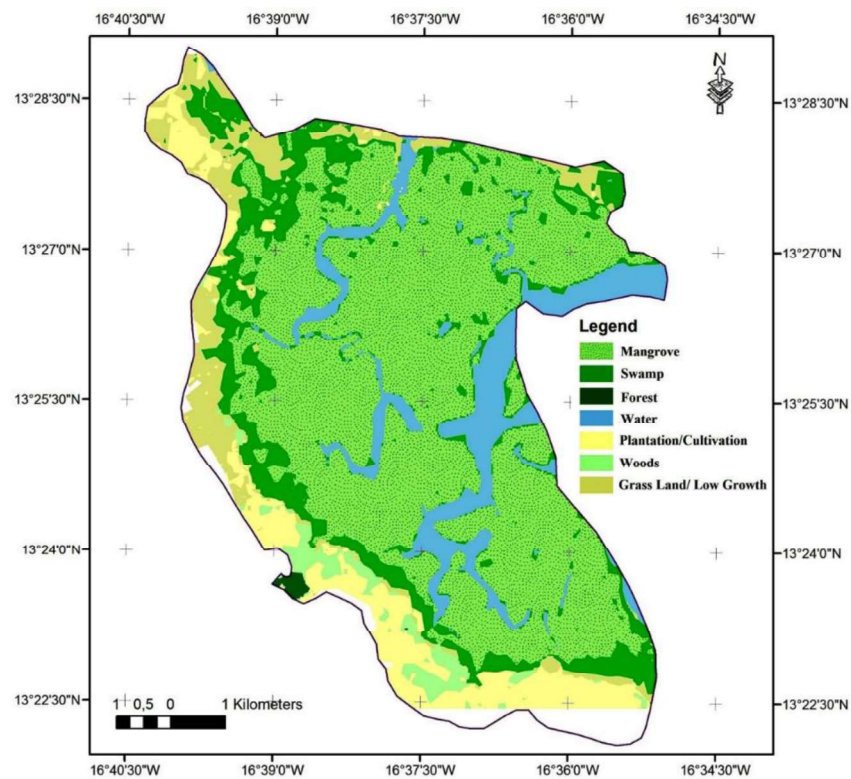 16°40'30"W 16°39'0"W 16°37'30"W 16°36'0"W 16°34'30"W
N
13°28'30"N 13°28'30"N
13°27'0"N 13°27'0"N
Legend
Mangrove
Swamp
Forest
13°25'30"N 13°25'30"N
Water
Plantation/Cultivation
Woods
Grass Land/ Low Growth
13°24'0"N 13°24'0"N
13°22'30"N 13°22'30"N
1 0,5 0 1 Kilometers
16°40'30"W 16°39'0"W 16°37'30"W 16°36'0"W 16°34'30"W